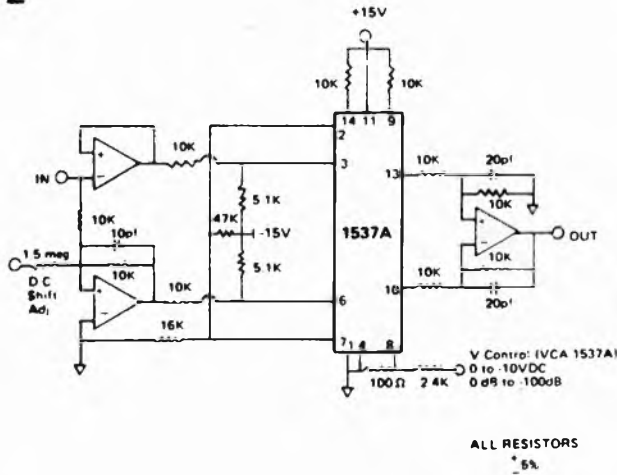 +15V
10K
10K
14 11 9
2
3
13
10K
20pf
10K
+
-
IN
5.1K
10K
+
-
OUT
10K
10pf
47K
-15V
1537A
1.5 meg
10K
10K
5.1K
10K
10K
20pf
6
10
DC
Shift
Adj
+
-
16K
7
1 4
8
100Ω
2.4K
V Control (VCA 1537A)
0 to -10VDC
0 dB to -100dB
ALL RESISTORS
± 5%